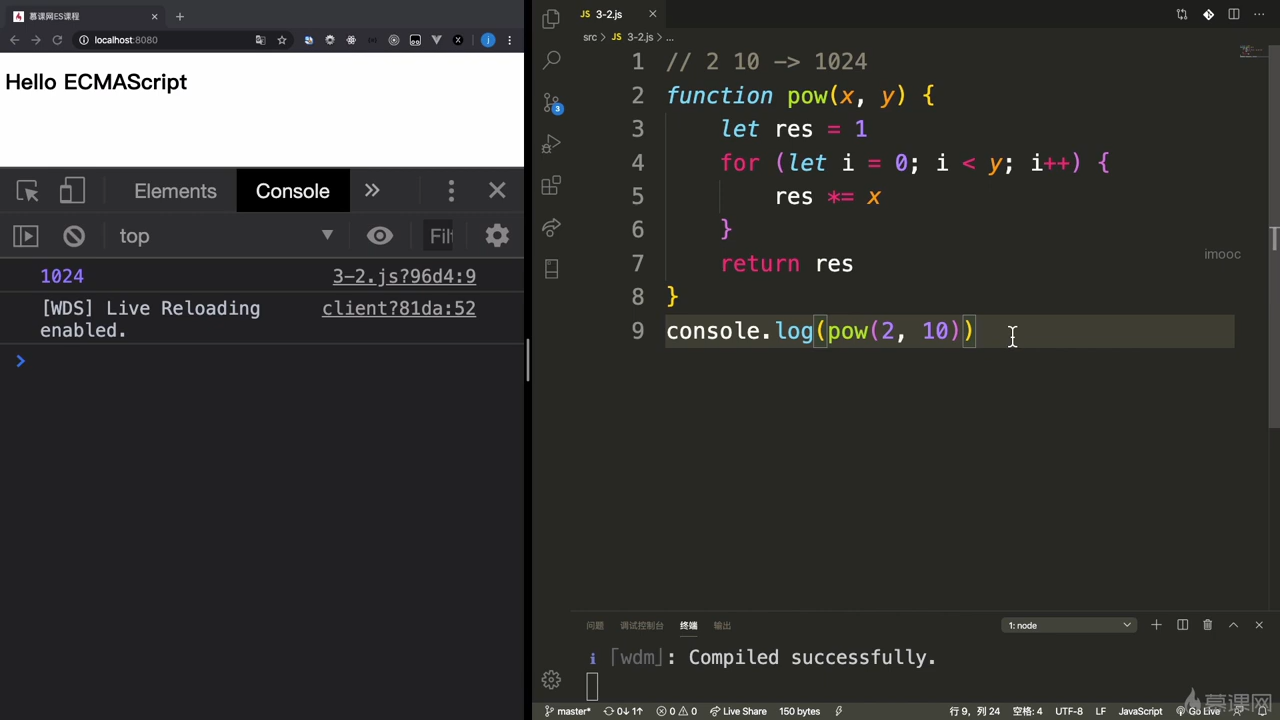 慕课网ES课程
localhost:8080
Hello ECMAScript
Elements
Console
top
Filt
1024
3-2.js?96d4:9
[WDS] Live Reloading
client?81da:52
enabled.
3-2.js
src > JS 3-2.js > ...
1 // 2 10 -> 1024
2 function pow(x, y) {
3 let res = 1
4 for (let i = 0; i < y; i++) {
5 res *= x
6 }
7 return res
8 }
9 console.log(pow(2, 10))
imooc
问题
调试控制台
终端
输出
1: node
i ｢wdm｣: Compiled successfully.
慕课网
master* 0↓ 1↑ 0 0 Live Share 150 bytes 行 9，列 24 空格: 4 UTF-8 LF JavaScript Go Live